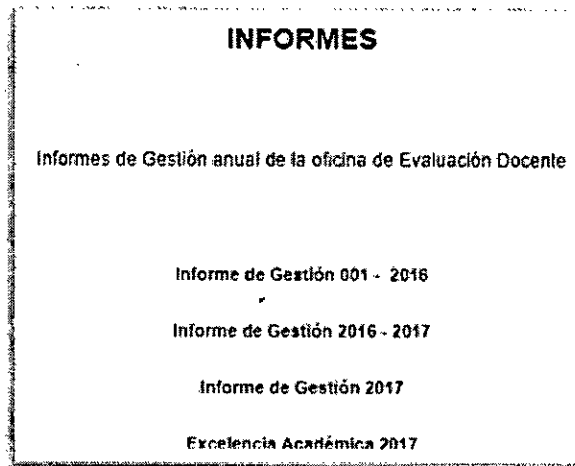 INFORMES
Informes de Gestión anual de la oficina de Evaluación Docente
Informe de Gestión 001 - 2016
Informe de Gestión 2016 - 2017
Informe de Gestión 2017
Excelencia Académica 2017